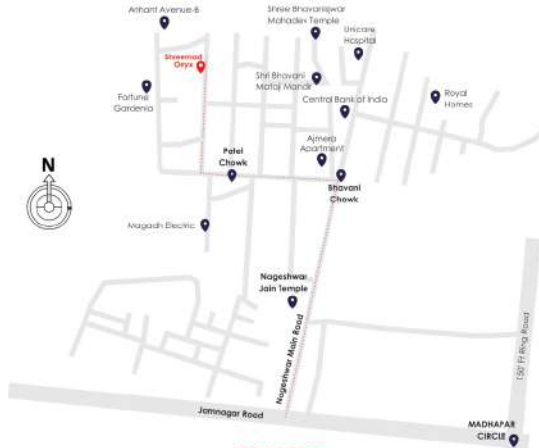 Arihant Avenue-B
Shree Bhavaniswar
Mahadev Temple
Unicare
Hospital
Shreemad
Onyx
Fortune
Gardenia
Shri Bhavani
Mataji Mandir
Central Bank of India
Royal
Homes
Ajmera
Apartment
Patel
Chowk
Bhavani
Chowk
N
Magadh Electric
Nageshwar
Jain Temple
Nageshwar Main Road
150' Ft Ring Road
Jamnagar Road
MADHAPAR
CIRCLE